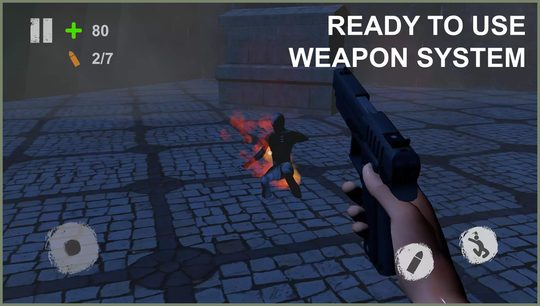 READY TO USE
WEAPON SYSTEM
80
2/7